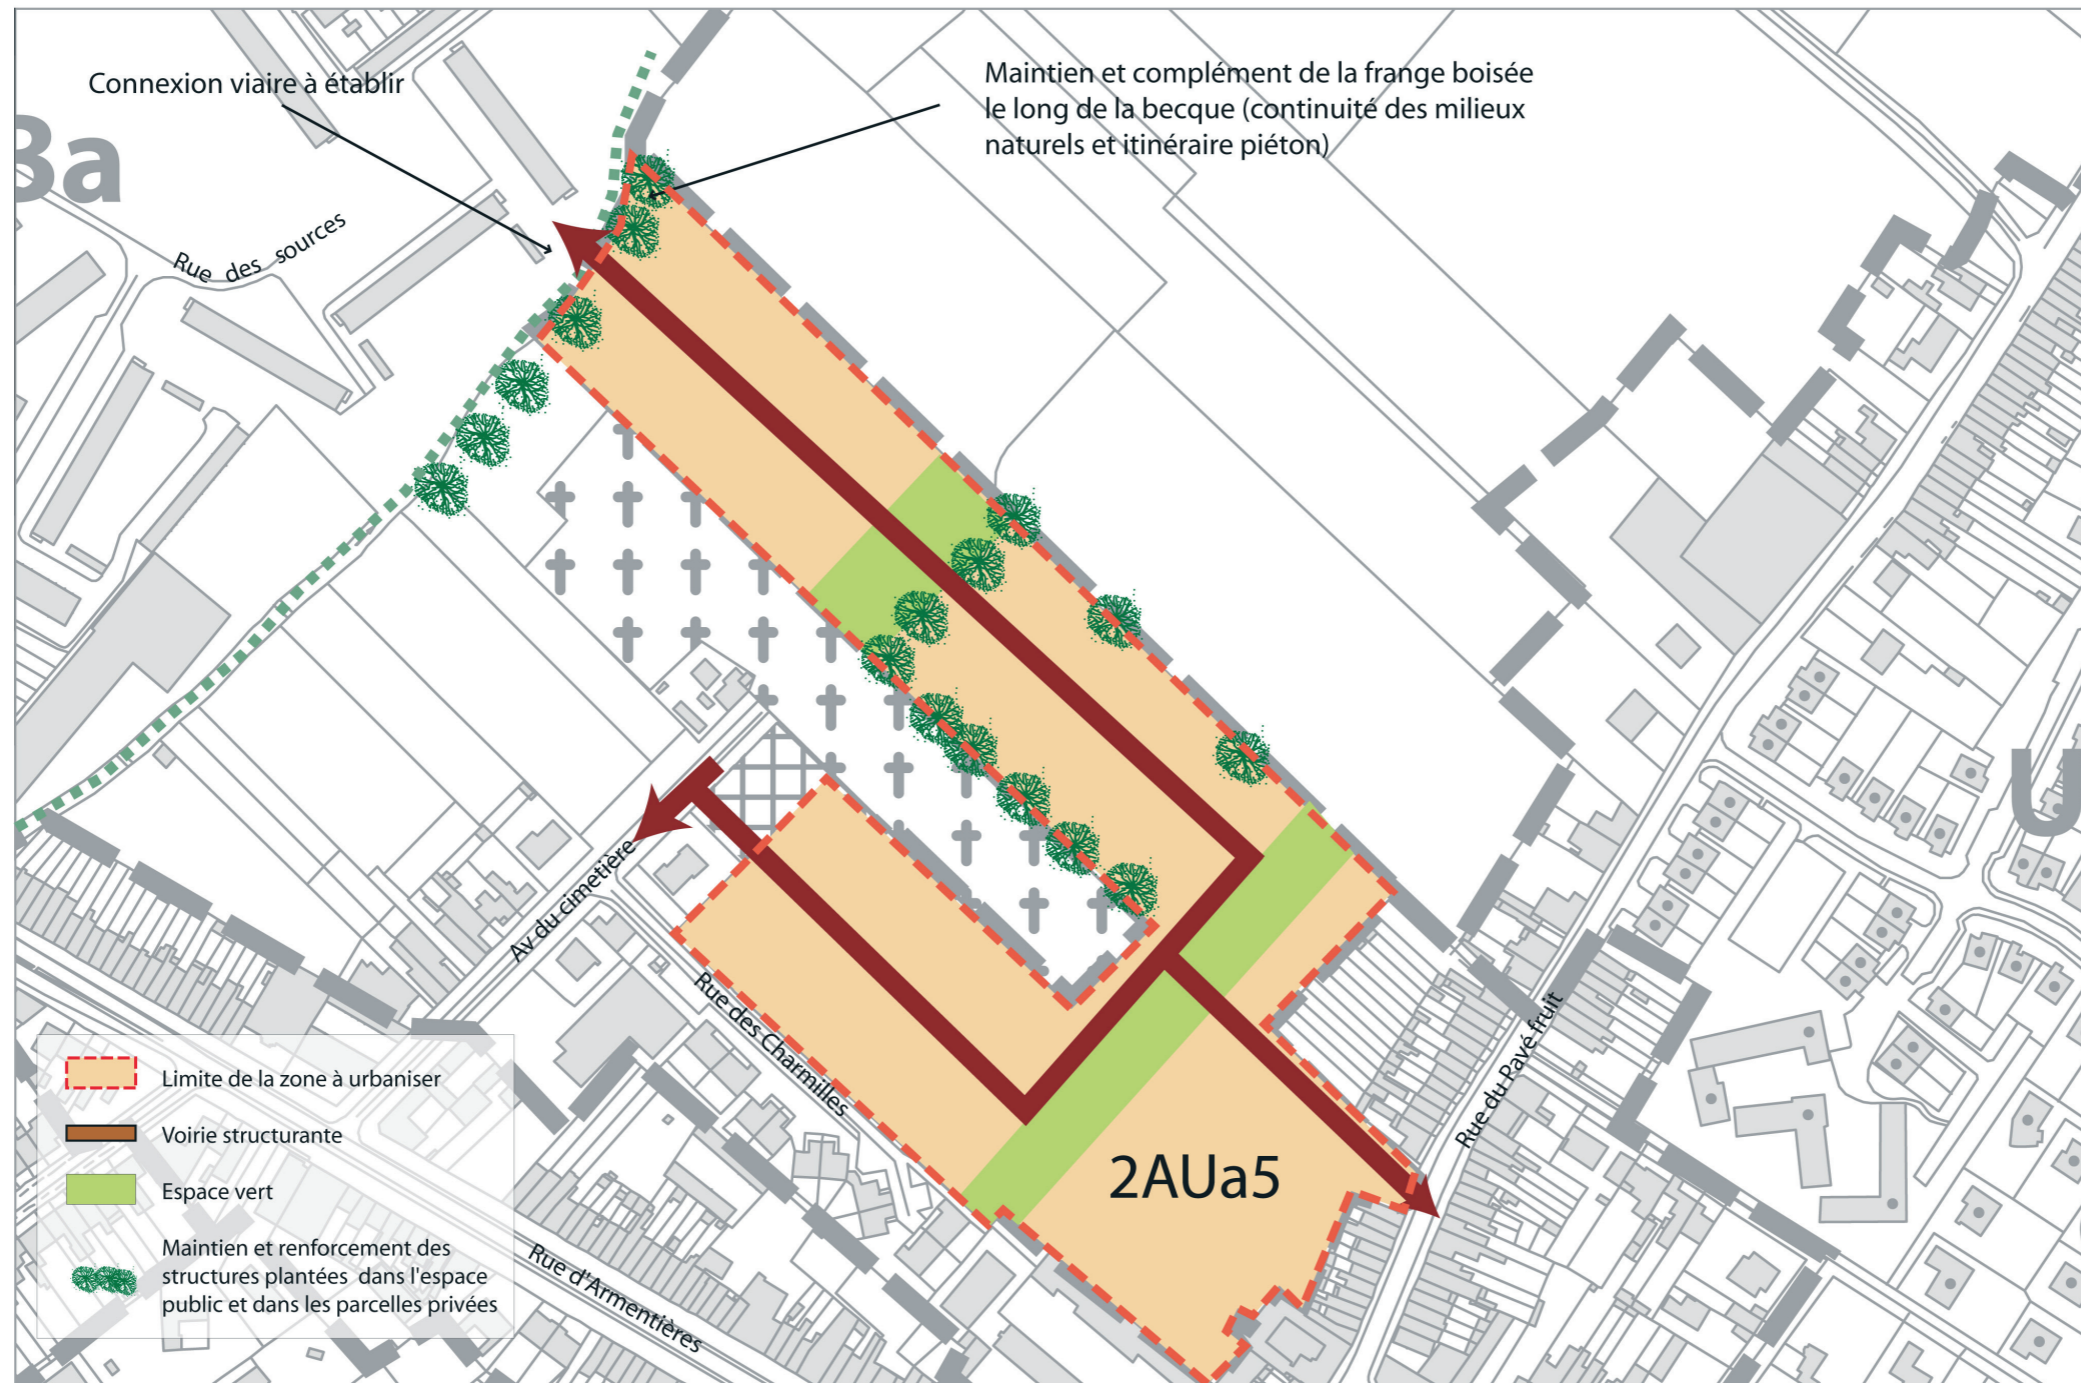 Connexion viaire à établir
Maintien et complément de la frange boisée
le long de la becque (continuité des milieux
naturels et itinéraire piéton)
3a
Rue des sources
Av du cimetière
Rue des Charmilles
Rue du Pavé fruit
U
2AUa5
Rue d'Armentières
Limite de la zone à urbaniser
Voirie structurante
Espace vert
Maintien et renforcement des
structures plantées dans l'espace
public et dans les parcelles privées